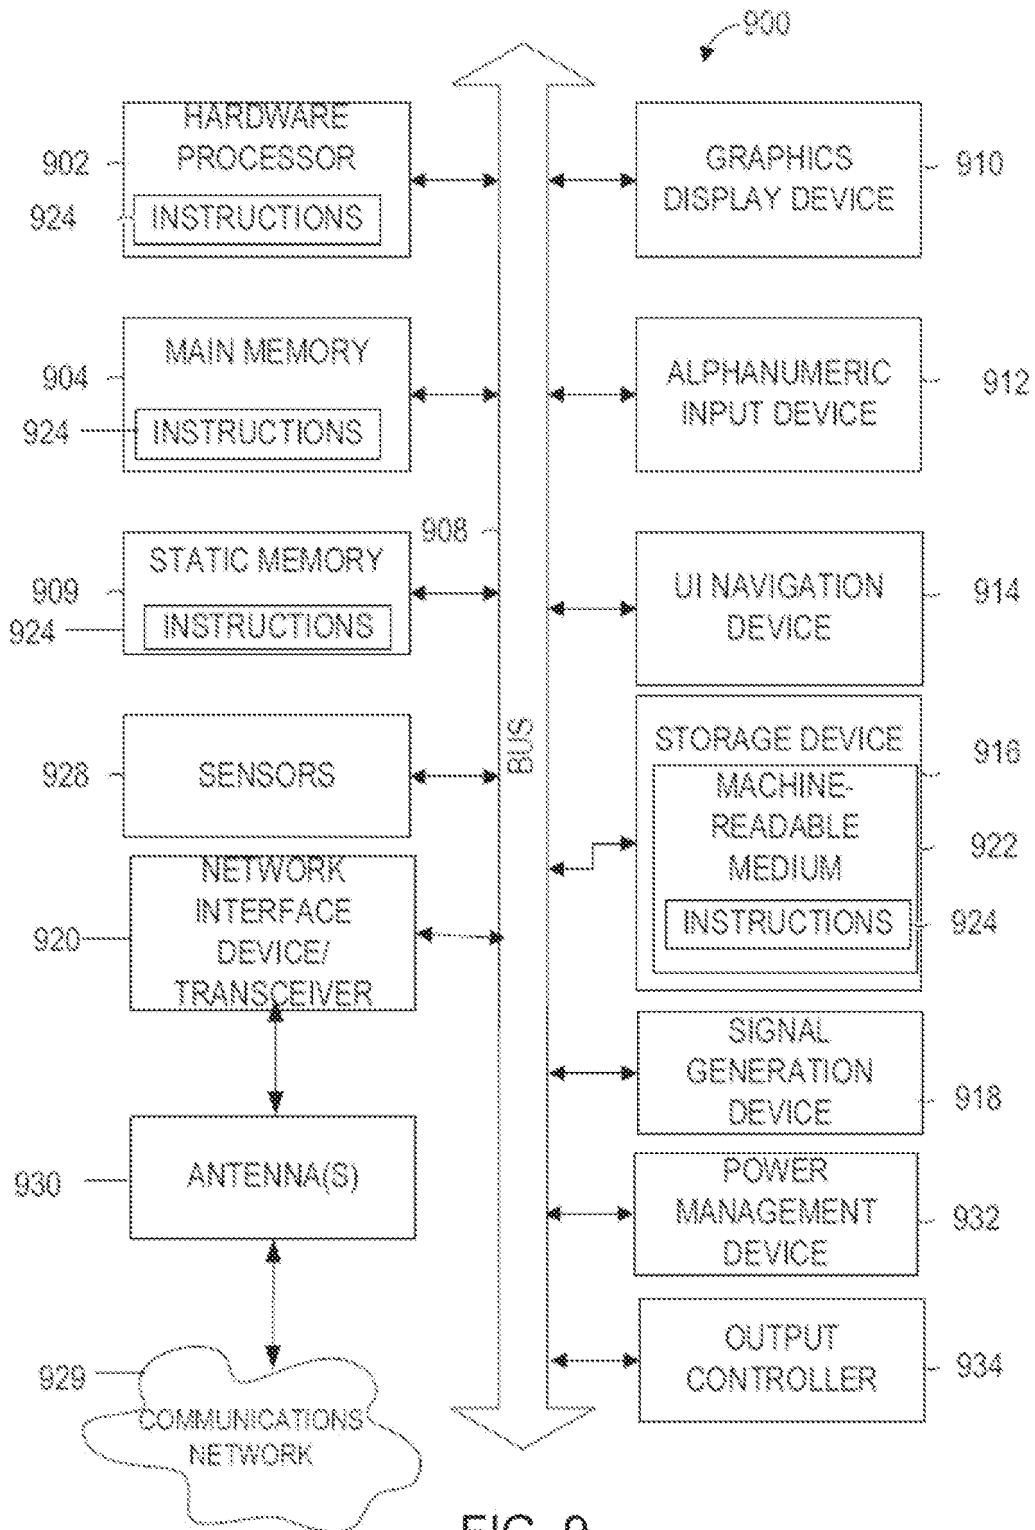 900
HARDWARE
PROCESSOR
902
924
INSTRUCTIONS
GRAPHICS
DISPLAY DEVICE
910
MAIN MEMORY
904
924
INSTRUCTIONS
ALPHANUMERIC
INPUT DEVICE
912
908
STATIC MEMORY
909
924
INSTRUCTIONS
UI NAVIGATION
DEVICE
914
BUS
SENSORS
928
STORAGE DEVICE
916
MACHINE-
READABLE
MEDIUM
922
INSTRUCTIONS
924
NETWORK
INTERFACE
DEVICE/
TRANSCEIVER
920
SIGNAL
GENERATION
DEVICE
918
ANTENNA(S)
930
POWER
MANAGEMENT
DEVICE
932
OUTPUT
CONTROLLER
934
929
COMMUNICATIONS
NETWORK
FIG. 9